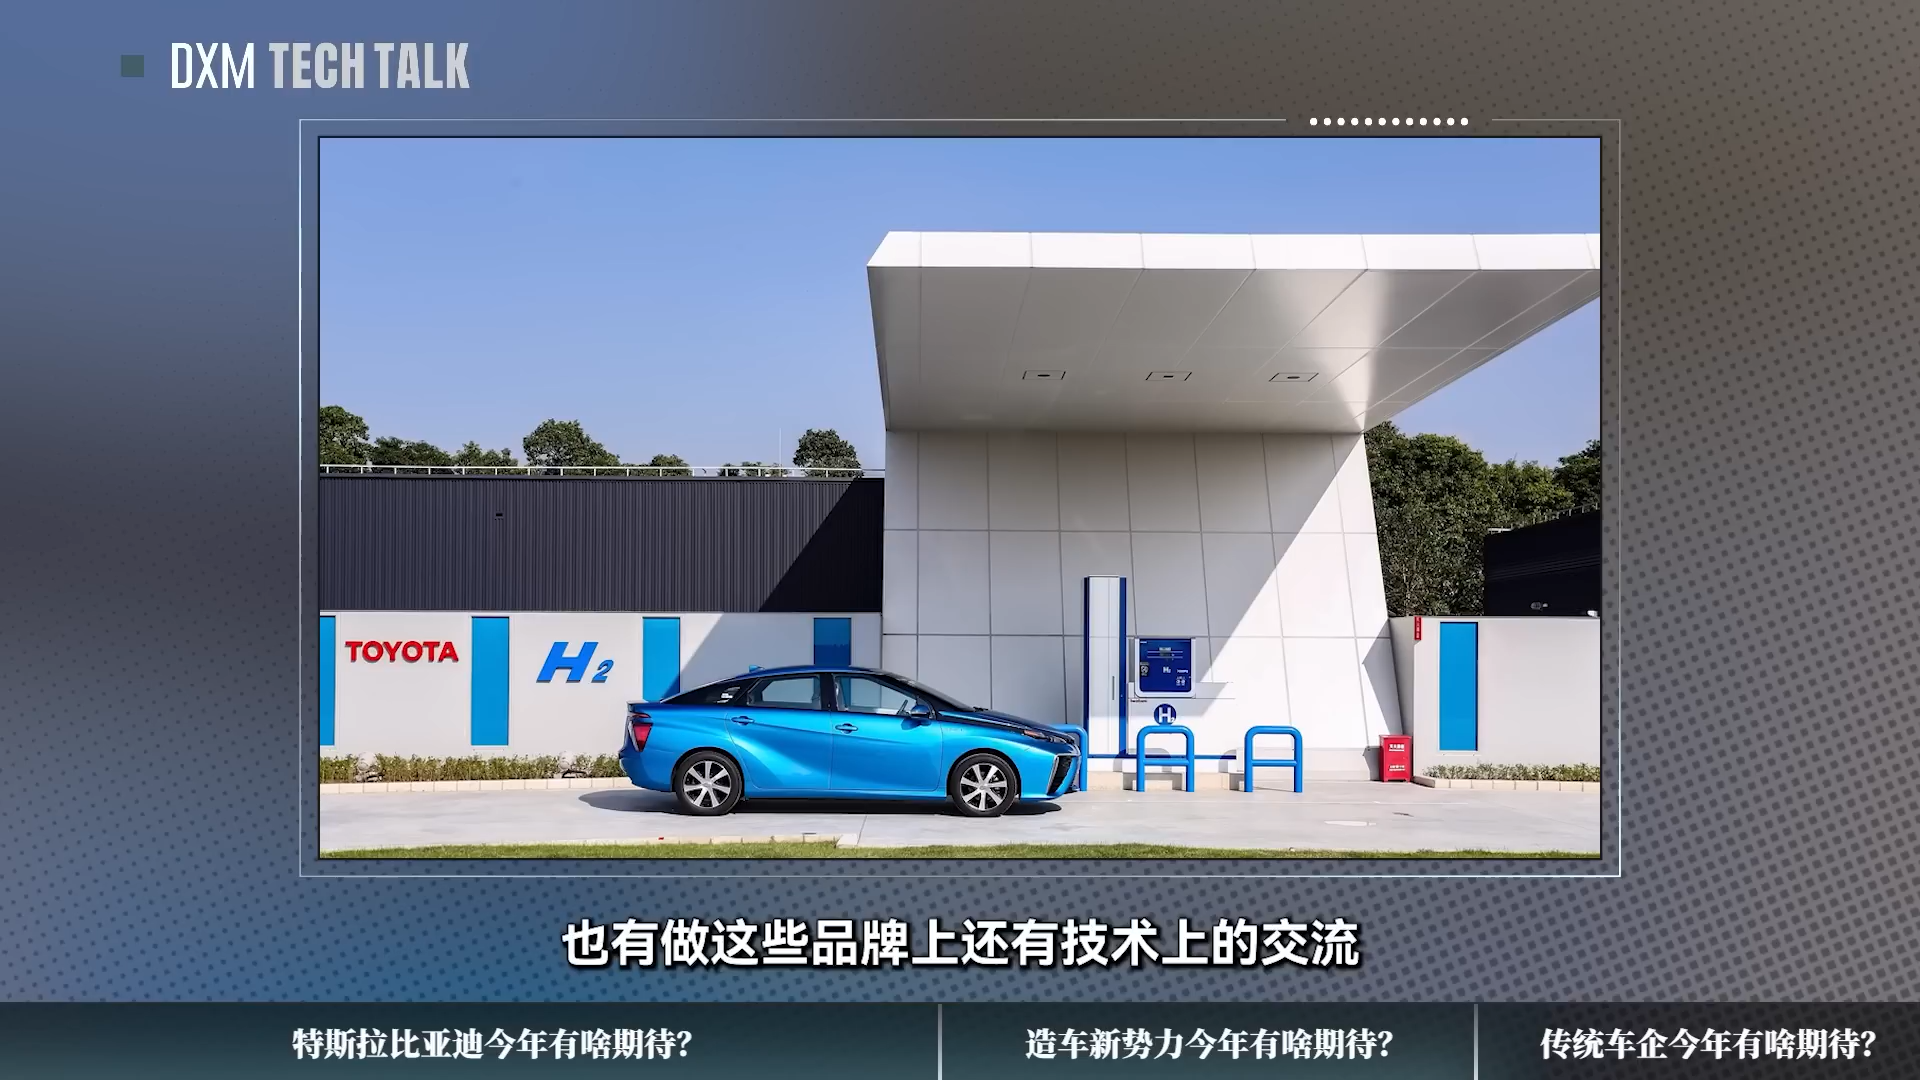 DXM TECH TALK
TOYOTA
H2
也有做这些品牌上还有技术上的交流
特斯拉比亚迪今年有啥期待？
造车新势力今年有啥期待？
传统车企今年有啥期待？